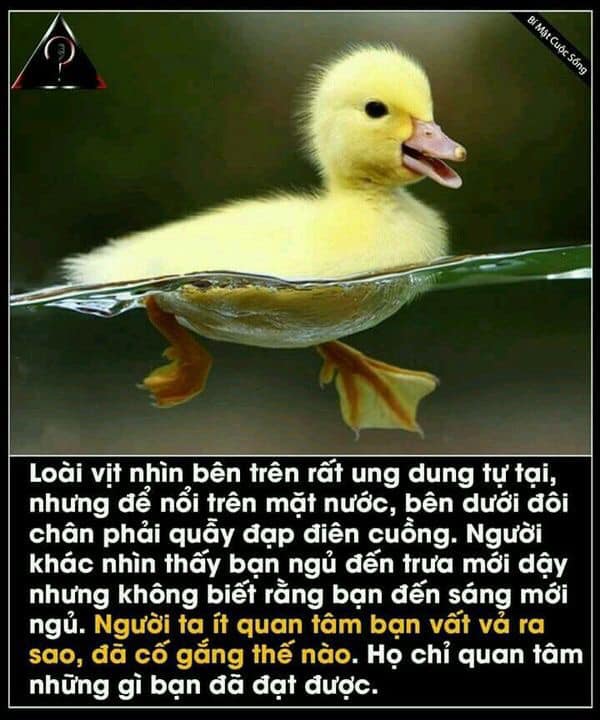 Bí Mật Cuộc Sống
Loài vịt nhìn bên trên rất ung dung tự tại,
nhưng để nổi trên mặt nước, bên dưới đôi
chân phải quẫy đạp điên cuồng. Người
khác nhìn thấy bạn ngủ đến trưa mới dậy
nhưng không biết rằng bạn đến sáng mới
ngủ. Người ta ít quan tâm bạn vất vả ra
sao, đã cố gắng thế nào. Họ chỉ quan tâm
những gì bạn đã đạt được.